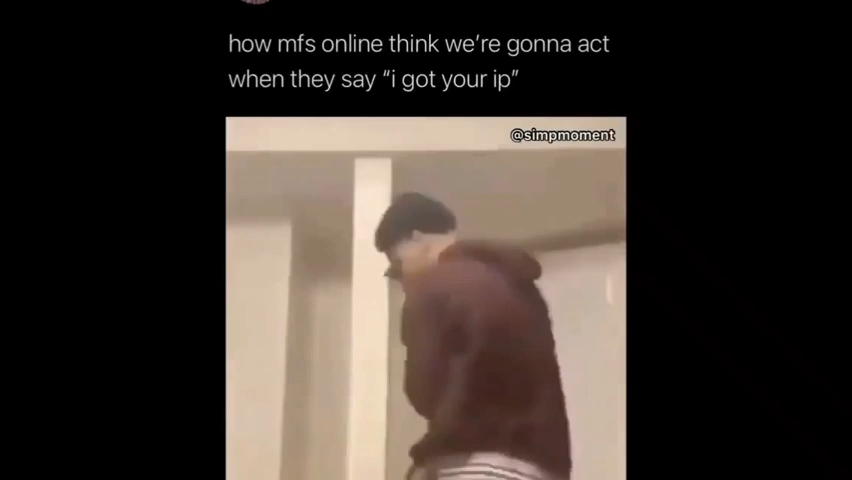 how mfs online think we’re gonna act
when they say “i got your ip”
@simpmoment